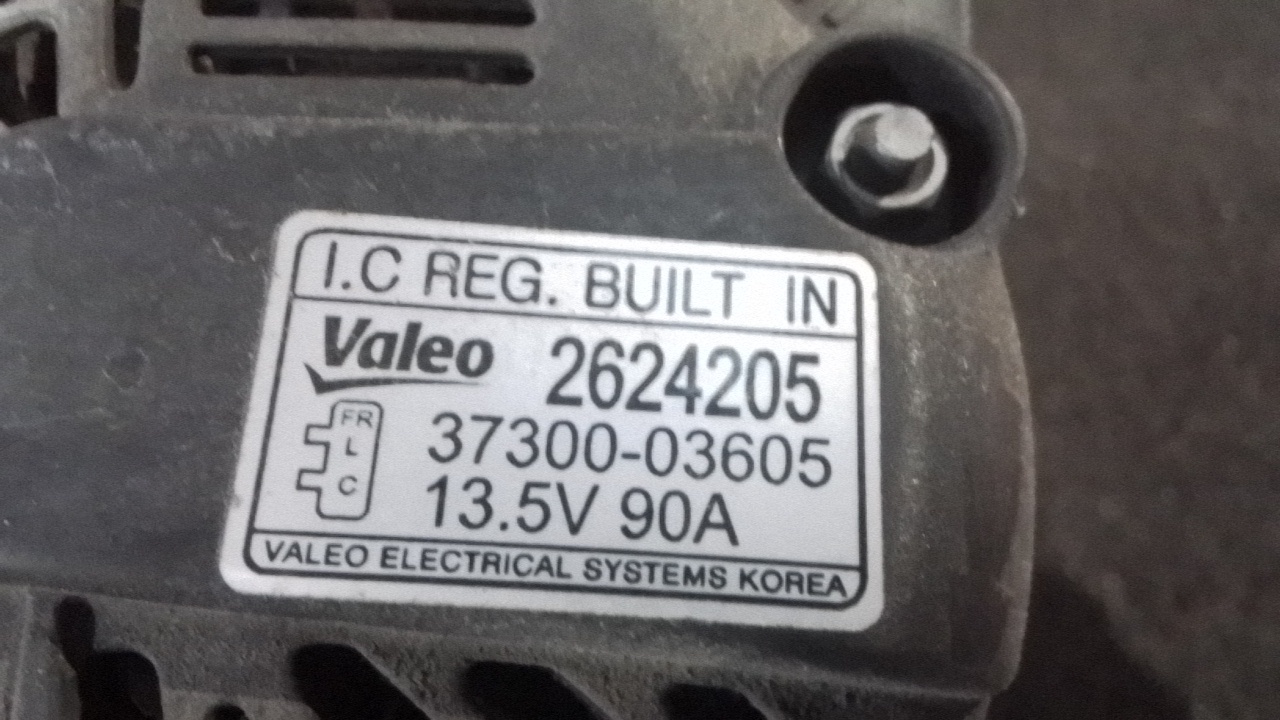 I.C REG. BUILT IN
Valeo 2624205
FR
L
C
37300-03605
13.5V 90A
VALEO ELECTRICAL SYSTEMS KOREA